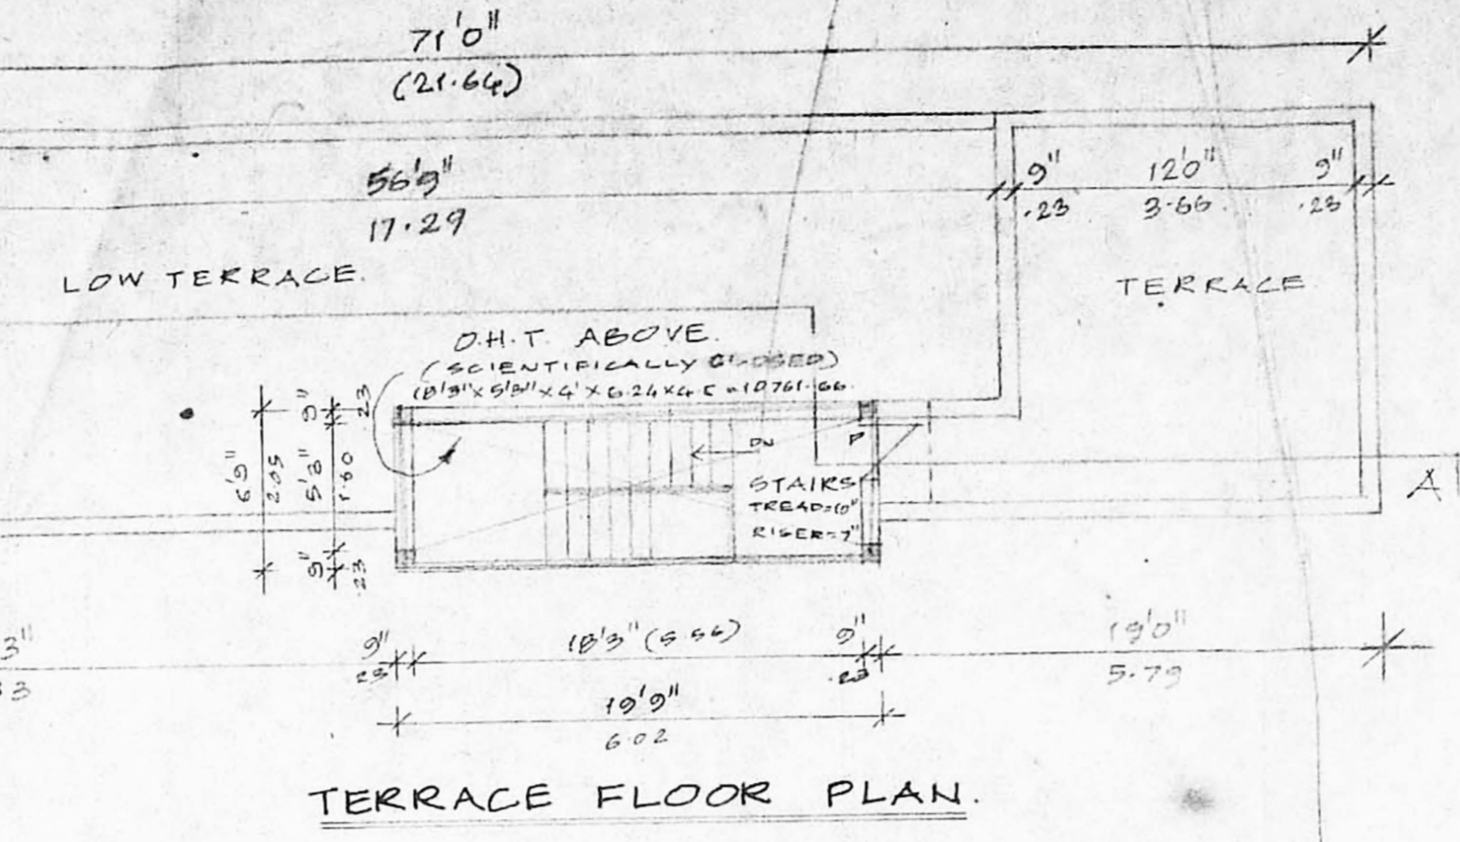 71'0"
(21.64)
56'9"
17.29
9"
.23
12'0"
3.66
9"
.23
LOW TERRACE.
TERRACE
O.H.T. ABOVE.
(SCIENTIFICALLY CLOSED)
(18'3"x5'3"x4'x6.24x4.5=10761.66.
9"
.23
6'9"
2.05
5'3"
1.60
9"
.23
DN
P
STAIRS
TREAD=10"
RISER=7"
A
3"
3
9"
.23
18'3" (5.56)
9"
.23
19'0"
5.79
19'9"
6.02
TERRACE FLOOR PLAN.